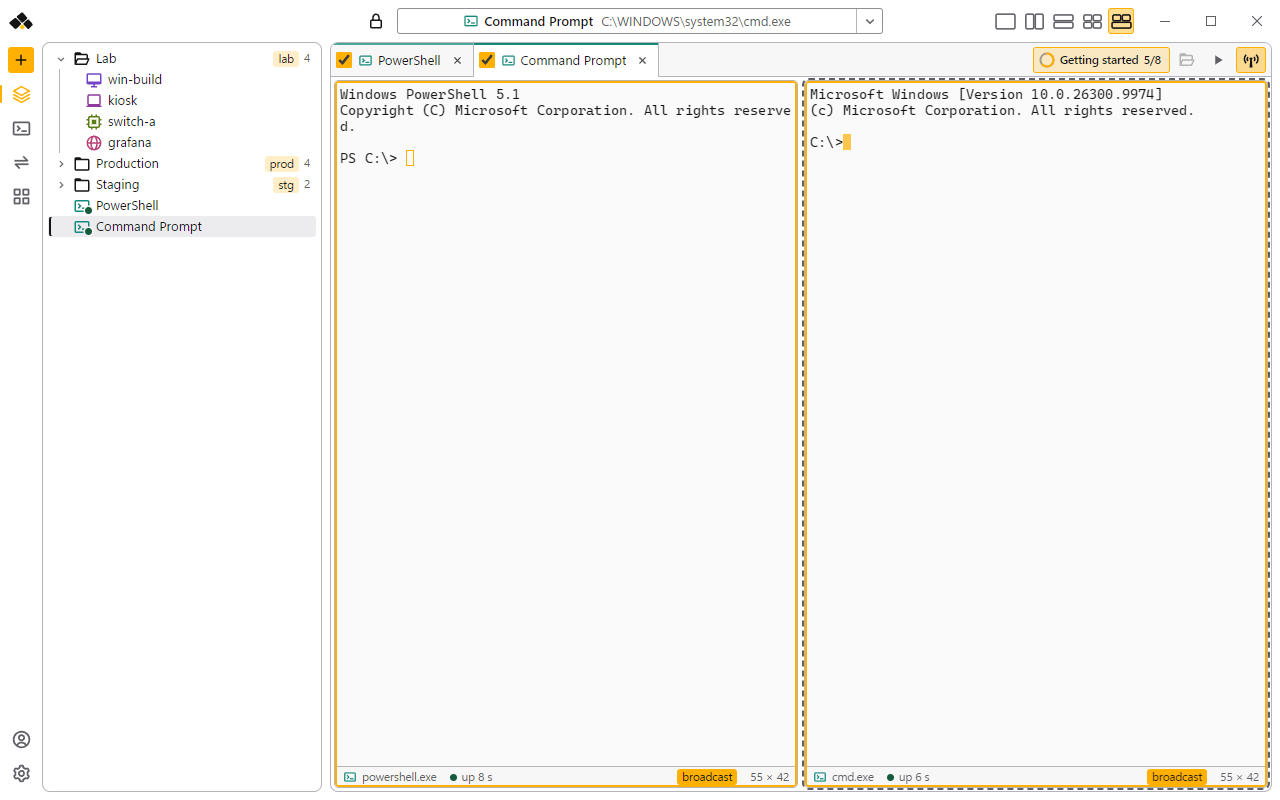 Command Prompt C:\WINDOWS\system32\cmd.exe
Lab lab 4
win-build
kiosk
switch-a
grafana
Production prod 4
Staging stg 2
PowerShell
Command Prompt
PowerShell
Command Prompt
Getting started 5/8
Windows PowerShell 5.1
Copyright (C) Microsoft Corporation. All rights reserve
d.
PS C:\>
powershell.exe up 8 s broadcast 55 × 42
Microsoft Windows [Version 10.0.26300.9974]
(c) Microsoft Corporation. All rights reserved.
C:\>
cmd.exe up 6 s broadcast 55 × 42